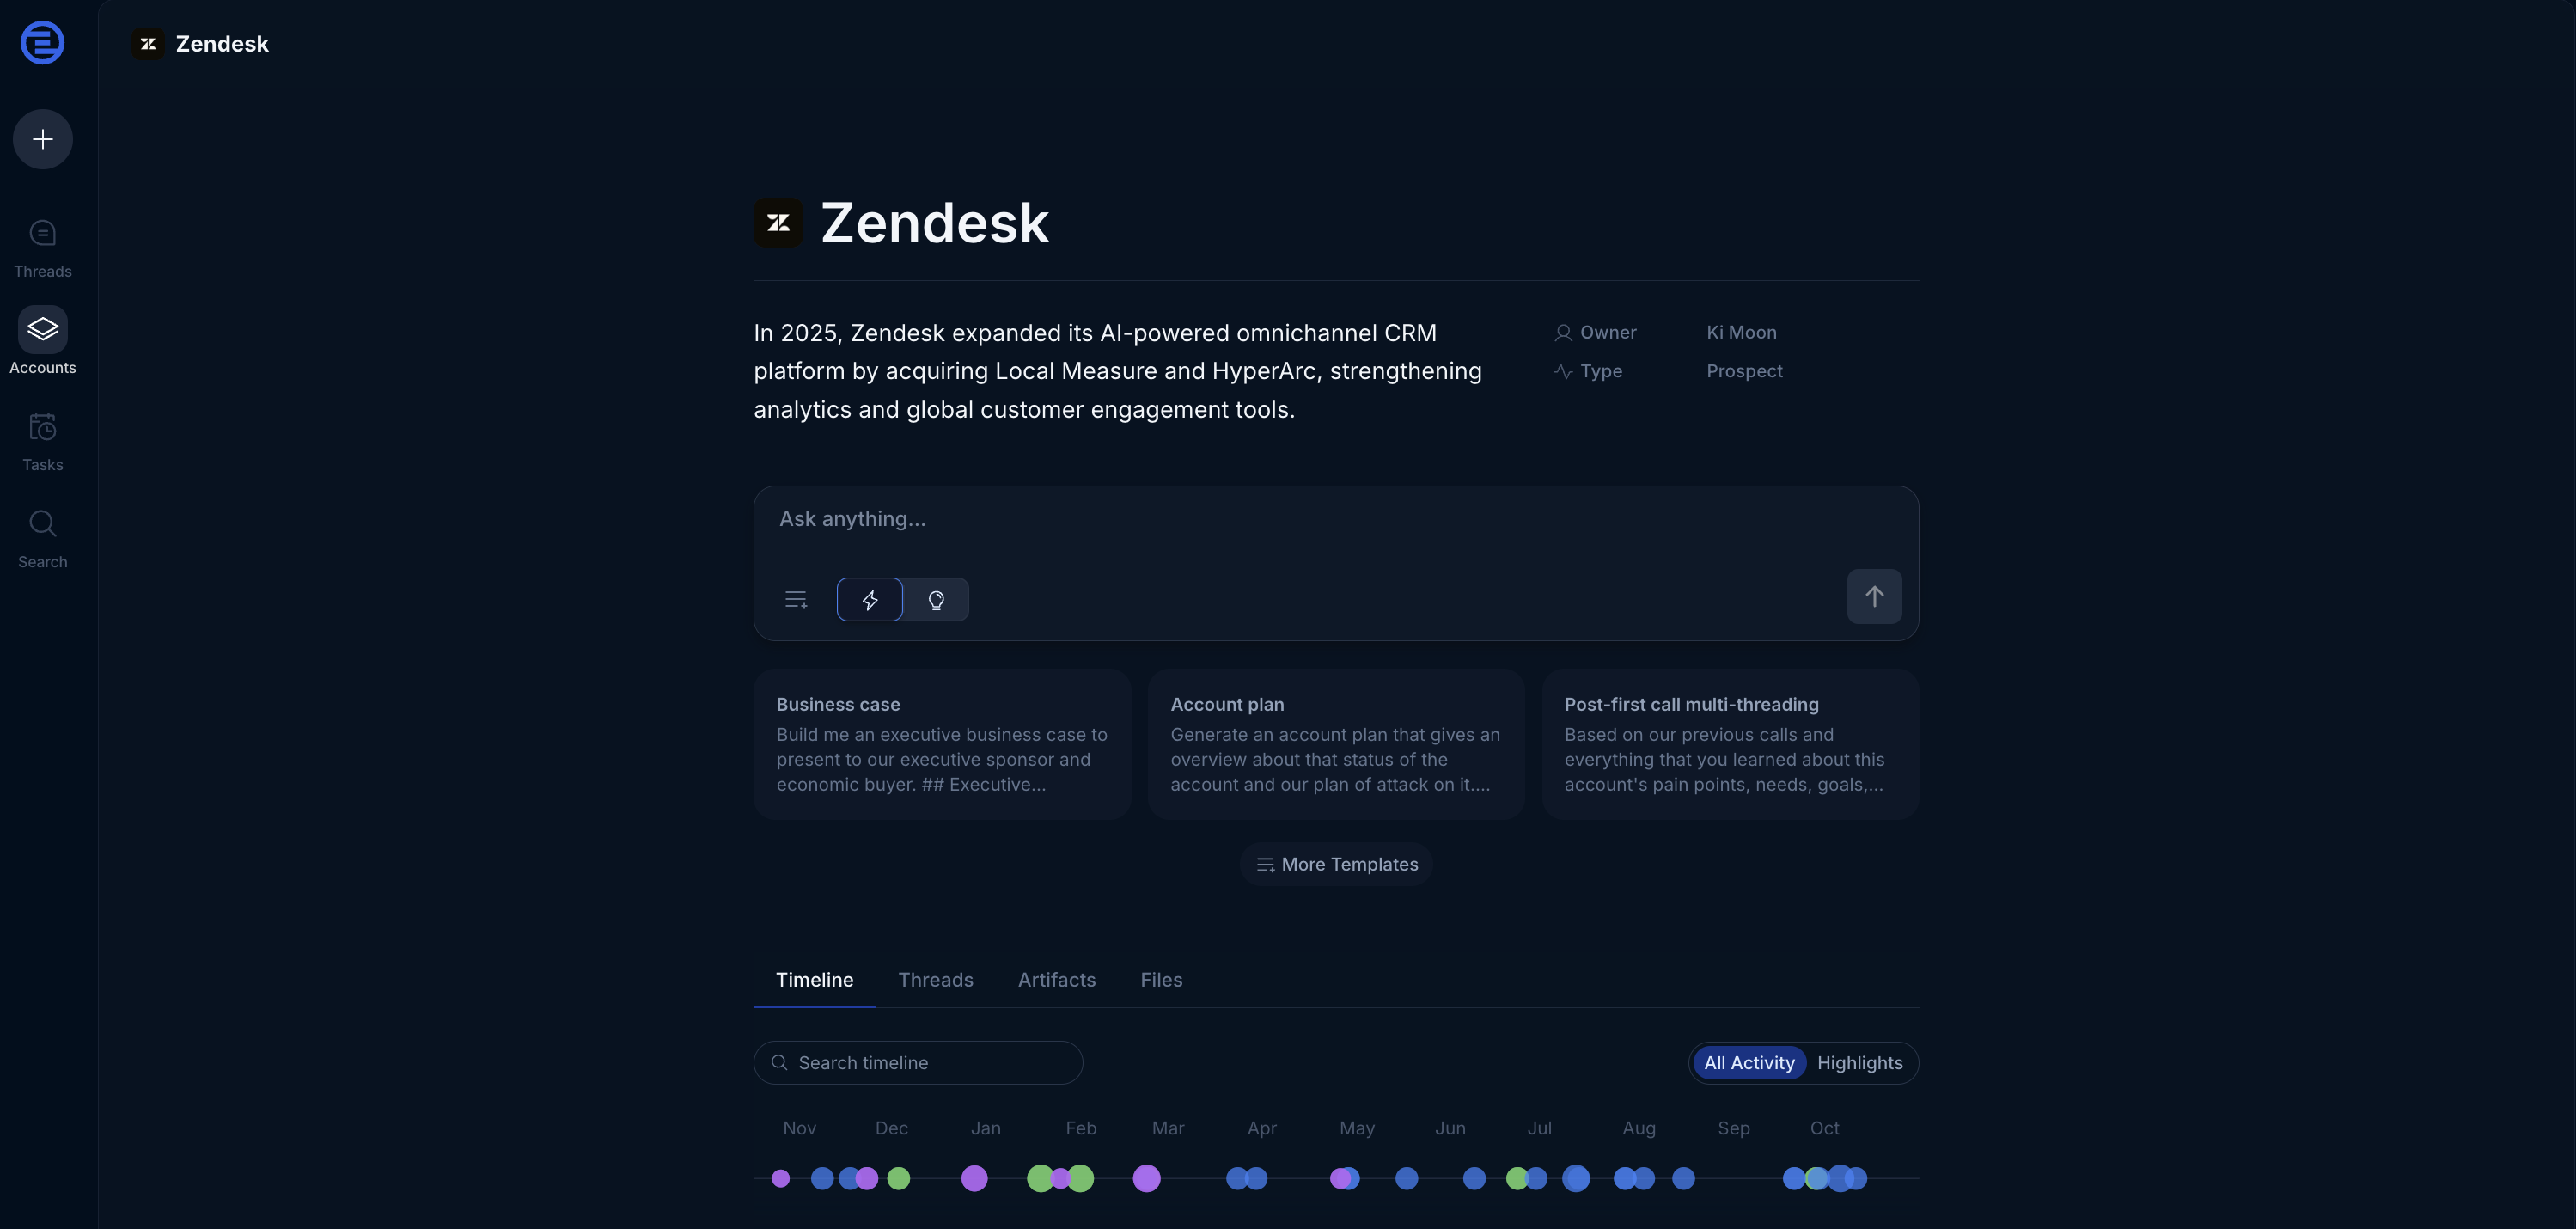 Zendesk
Threads
Accounts
Tasks
Search
Zendesk
In 2025, Zendesk expanded its AI-powered omnichannel CRM
platform by acquiring Local Measure and HyperArc, strengthening
analytics and global customer engagement tools.
Owner Ki Moon
Type Prospect
Ask anything...
Business case
Build me an executive business case to
present to our executive sponsor and
economic buyer. ## Executive...
Account plan
Generate an account plan that gives an
overview about that status of the
account and our plan of attack on it....
Post-first call multi-threading
Based on our previous calls and
everything that you learned about this
account's pain points, needs, goals,...
More Templates
Timeline Threads Artifacts Files
Search timeline
All Activity Highlights
Nov Dec Jan Feb Mar Apr May Jun Jul Aug Sep Oct